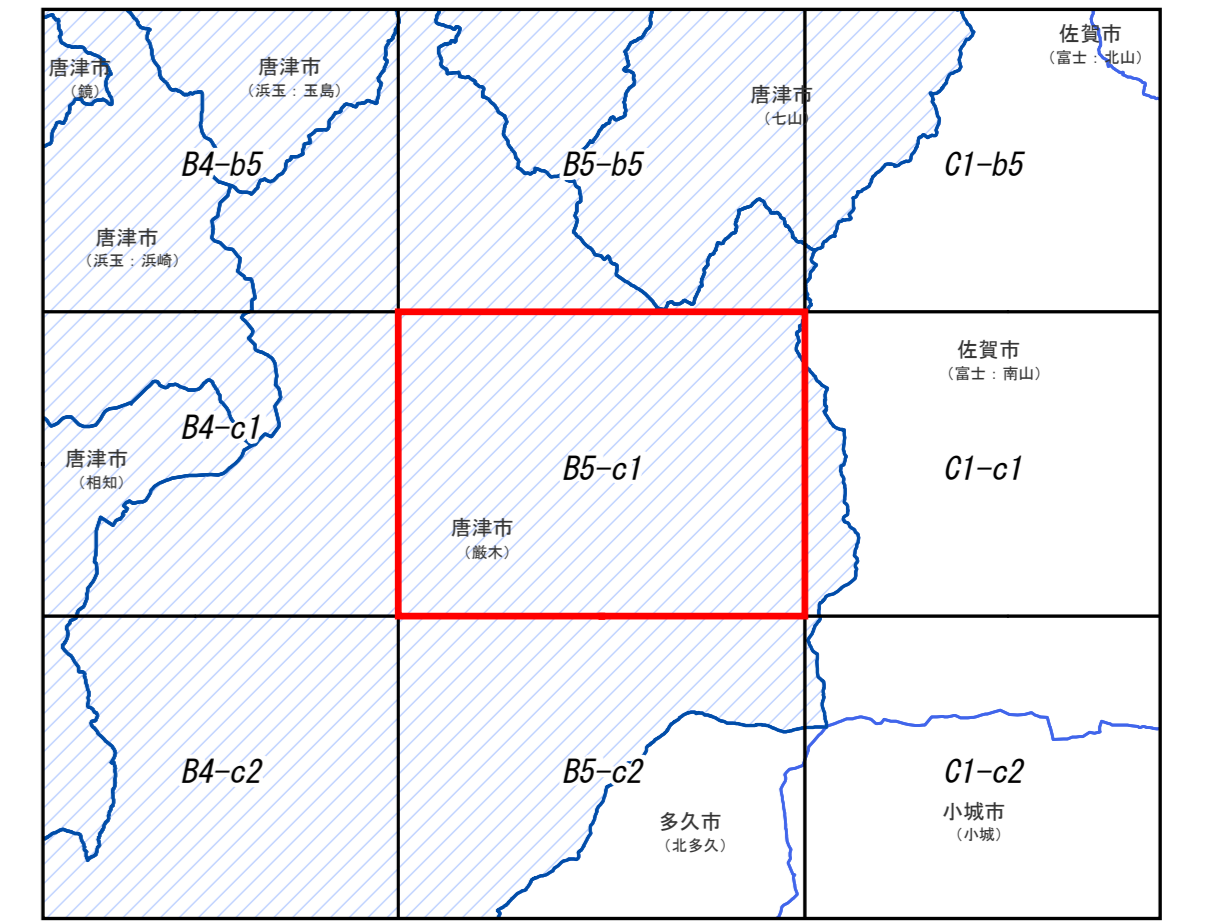 唐津市
（鏡）
唐津市
（浜玉：玉島）
B4-b5
唐津市
（浜玉：浜崎）
唐津市
（七山）
B5-b5
佐賀市
（富士：北山）
C1-b5
B4-c1
唐津市
（相知）
B5-c1
唐津市
（厳木）
佐賀市
（富士：南山）
C1-c1
B4-c2
B5-c2
多久市
（北多久）
C1-c2
小城市
（小城）